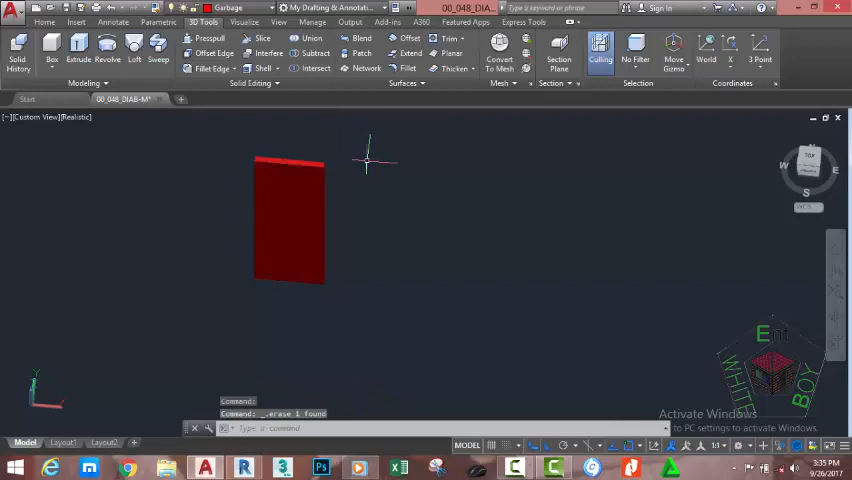 Garbage
My Drafting & Annotati...
00_048_DIAB-M...
Type a keyword or phrase
Sign In
Home Insert Annotate Parametric 3D Tools Visualize View Manage Output Add-ins A360 Featured Apps Express Tools
Presspull Slice Union Blend Offset Trim
Offset Edge Interfere Subtract Patch Extend Planar
Fillet Edge Shell Intersect Network Fillet Thicken
Solid History Box Extrude Revolve Loft Sweep Convert To Mesh Section Plane Culling No Filter Move Gizmo World X 3 Point
Modeling Solid Editing Surfaces Mesh Section Selection Coordinates
Start 00_048_DIAB-M*
[−][Custom View][Realistic]
N
TOP
W E
S
Y
Ent
WHITE BOY
Command:
Command: _.erase 1 found
Activate Windows
to PC settings to activate Windows.
Type a command
Model Layout1 Layout2 +
MODEL 1:1
3:35 PM
9/26/2017